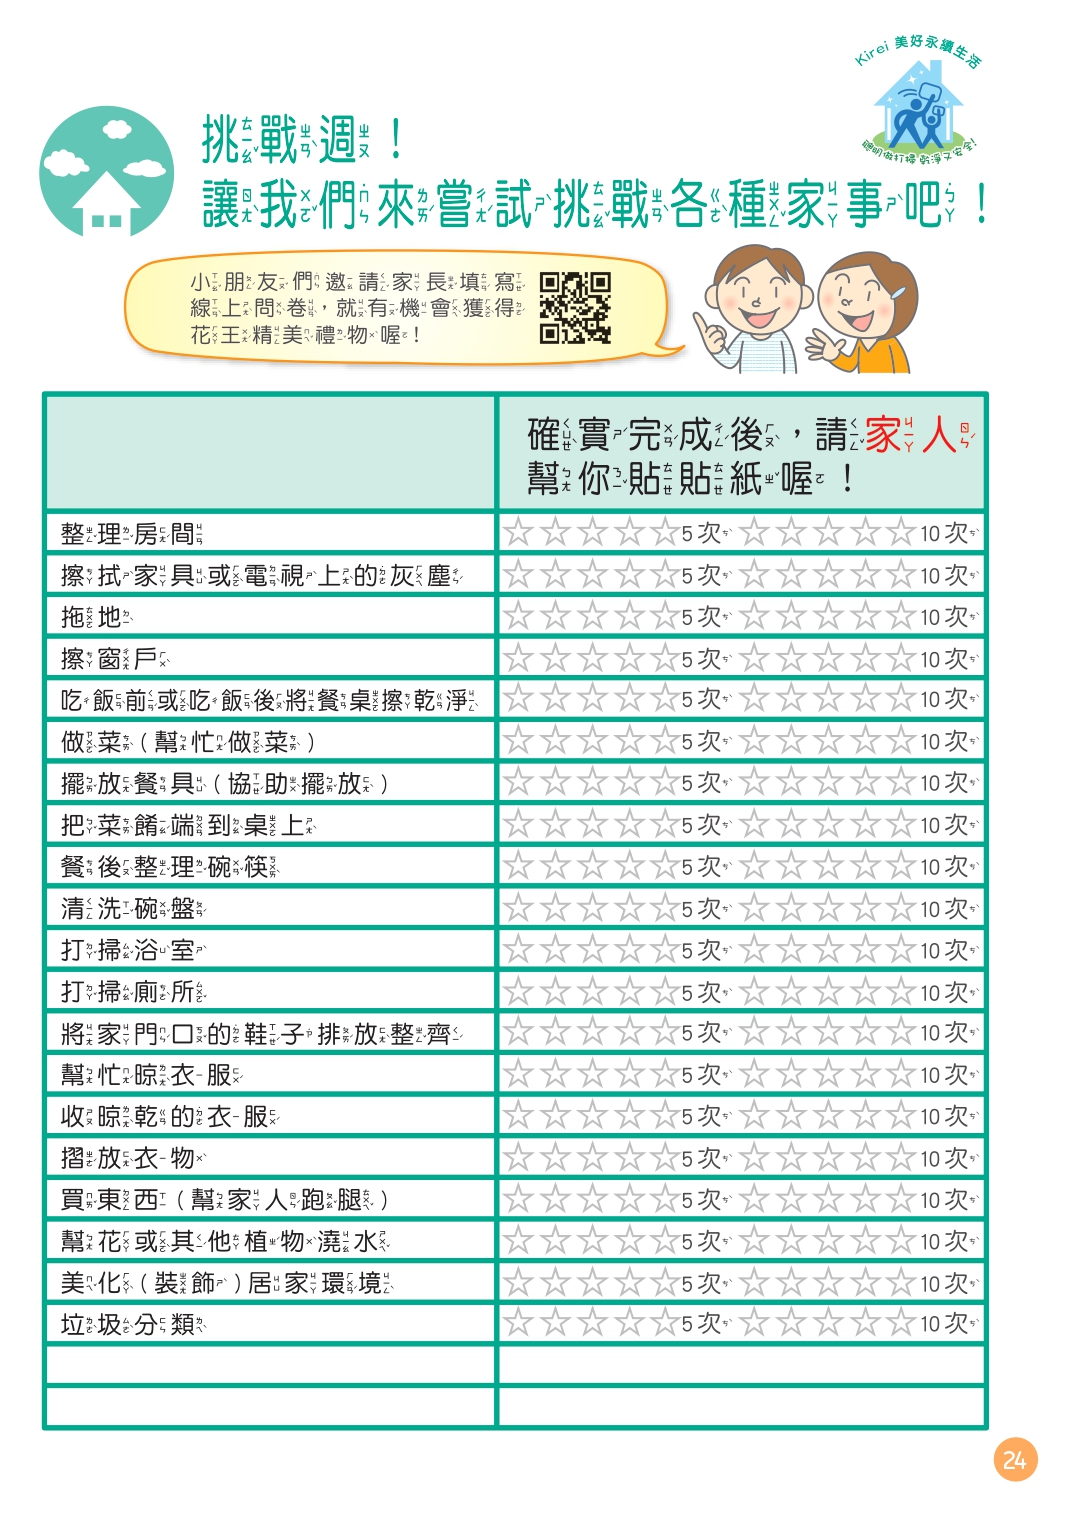 Kirei 美好永續生活
聰明做打掃 乾淨又安全!
挑戰週！
讓我們來嘗試挑戰各種家事吧！
小朋友們邀請家長填寫
線上問卷，就有機會獲得
花王精美禮物喔！
確實完成後，請家人
幫你貼貼紙喔！
整理房間 ☆☆☆☆☆5次 ☆☆☆☆☆10次
擦拭家具或電視上的灰塵 ☆☆☆☆☆5次 ☆☆☆☆☆10次
拖地 ☆☆☆☆☆5次 ☆☆☆☆☆10次
擦窗戶 ☆☆☆☆☆5次 ☆☆☆☆☆10次
吃飯前或吃飯後將餐桌擦乾淨 ☆☆☆☆☆5次 ☆☆☆☆☆10次
做菜(幫忙做菜) ☆☆☆☆☆5次 ☆☆☆☆☆10次
擺放餐具(協助擺放) ☆☆☆☆☆5次 ☆☆☆☆☆10次
把菜餚端到桌上 ☆☆☆☆☆5次 ☆☆☆☆☆10次
餐後整理碗筷 ☆☆☆☆☆5次 ☆☆☆☆☆10次
清洗碗盤 ☆☆☆☆☆5次 ☆☆☆☆☆10次
打掃浴室 ☆☆☆☆☆5次 ☆☆☆☆☆10次
打掃廁所 ☆☆☆☆☆5次 ☆☆☆☆☆10次
將家門口的鞋子排放整齊 ☆☆☆☆☆5次 ☆☆☆☆☆10次
幫忙晾衣服 ☆☆☆☆☆5次 ☆☆☆☆☆10次
收晾乾的衣服 ☆☆☆☆☆5次 ☆☆☆☆☆10次
摺放衣物 ☆☆☆☆☆5次 ☆☆☆☆☆10次
買東西(幫家人跑腿) ☆☆☆☆☆5次 ☆☆☆☆☆10次
幫花或其他植物澆水 ☆☆☆☆☆5次 ☆☆☆☆☆10次
美化(裝飾)居家環境 ☆☆☆☆☆5次 ☆☆☆☆☆10次
垃圾分類 ☆☆☆☆☆5次 ☆☆☆☆☆10次
24